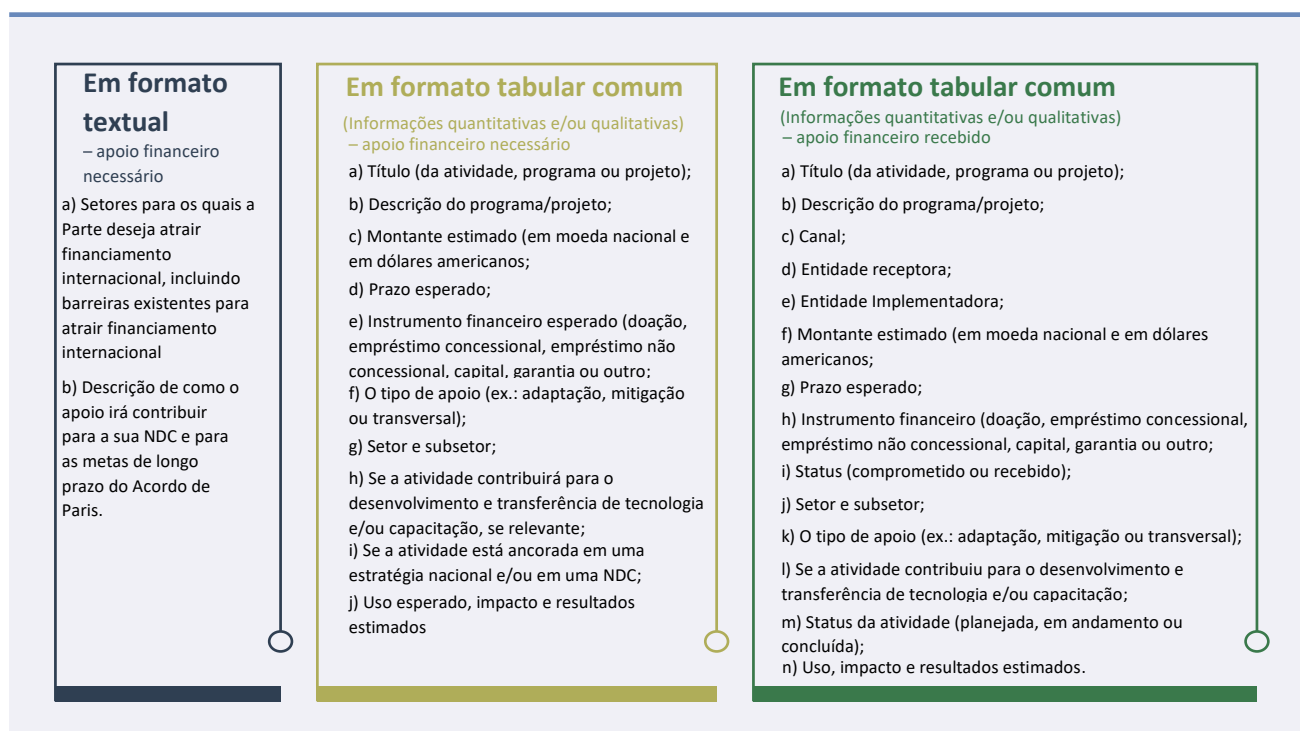 Em formato
textual
– apoio financeiro
necessário
a) Setores para os quais a
Parte deseja atrair
financiamento
internacional, incluindo
barreiras existentes para
atrair financiamento
internacional
b) Descrição de como o
apoio irá contribuir
para a sua NDC e para
as metas de longo
prazo do Acordo de
Paris.
Em formato tabular comum
(Informações quantitativas e/ou qualitativas)
– apoio financeiro necessário
a) Título (da atividade, programa ou projeto);
b) Descrição do programa/projeto;
c) Montante estimado (em moeda nacional e
em dólares americanos;
d) Prazo esperado;
e) Instrumento financeiro esperado (doação,
empréstimo concessional, empréstimo não
concessional, capital, garantia ou outro;
f) O tipo de apoio (ex.: adaptação, mitigação
ou transversal);
g) Setor e subsetor;
h) Se a atividade contribuirá para o
desenvolvimento e transferência de tecnologia
e/ou capacitação, se relevante;
i) Se a atividade está ancorada em uma
estratégia nacional e/ou em uma NDC;
j) Uso esperado, impacto e resultados
estimados
Em formato tabular comum
(Informações quantitativas e/ou qualitativas)
– apoio financeiro recebido
a) Título (da atividade, programa ou projeto);
b) Descrição do programa/projeto;
c) Canal;
d) Entidade receptora;
e) Entidade Implementadora;
f) Montante estimado (em moeda nacional e em dólares
americanos;
g) Prazo esperado;
h) Instrumento financeiro (doação, empréstimo concessional,
empréstimo não concessional, capital, garantia ou outro;
i) Status (comprometido ou recebido);
j) Setor e subsetor;
k) O tipo de apoio (ex.: adaptação, mitigação ou transversal);
l) Se a atividade contribuiu para o desenvolvimento e
transferência de tecnologia e/ou capacitação;
m) Status da atividade (planejada, em andamento ou
concluída);
n) Uso, impacto e resultados estimados.